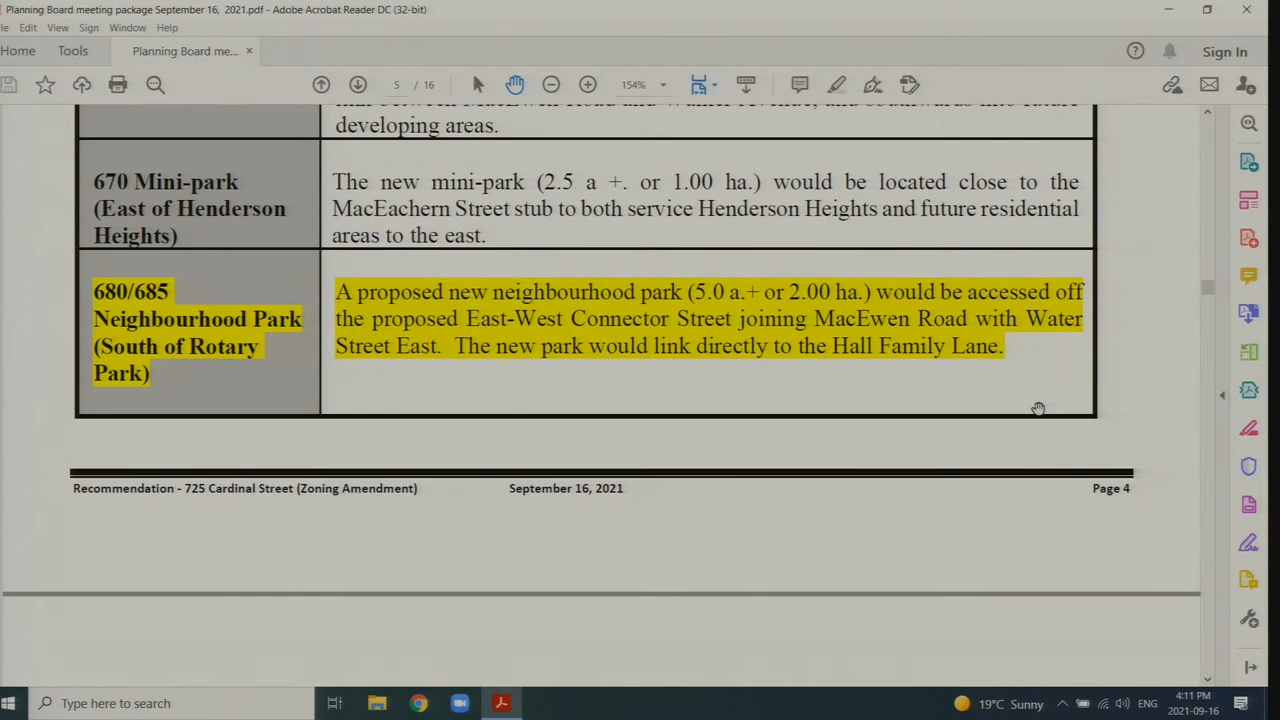 Planning Board meeting package September 16, 2021.pdf - Adobe Acrobat Reader DC (32-bit)
Edit View Sign Window Help
Home Tools Planning Board me... × Sign In
5 / 16 154%
developing areas.
670 Mini-park
(East of Henderson
Heights)
The new mini-park (2.5 a +. or 1.00 ha.) would be located close to the
MacEachern Street stub to both service Henderson Heights and future residential
areas to the east.
680/685
Neighbourhood Park
(South of Rotary
Park)
A proposed new neighbourhood park (5.0 a.+ or 2.00 ha.) would be accessed off
the proposed East-West Connector Street joining MacEwen Road with Water
Street East. The new park would link directly to the Hall Family Lane.
Recommendation - 725 Cardinal Street (Zoning Amendment) September 16, 2021 Page 4
Type here to search
19°C Sunny ENG 4:11 PM
2021-09-16